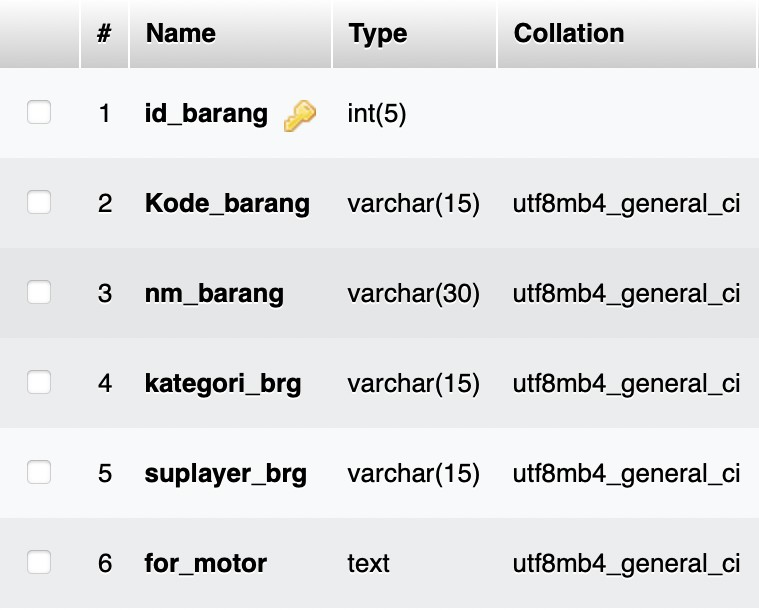 # Name Type Collation
1 id_barang int(5)
2 Kode_barang varchar(15) utf8mb4_general_ci
3 nm_barang varchar(30) utf8mb4_general_ci
4 kategori_brg varchar(15) utf8mb4_general_ci
5 suplayer_brg varchar(15) utf8mb4_general_ci
6 for_motor text utf8mb4_general_ci